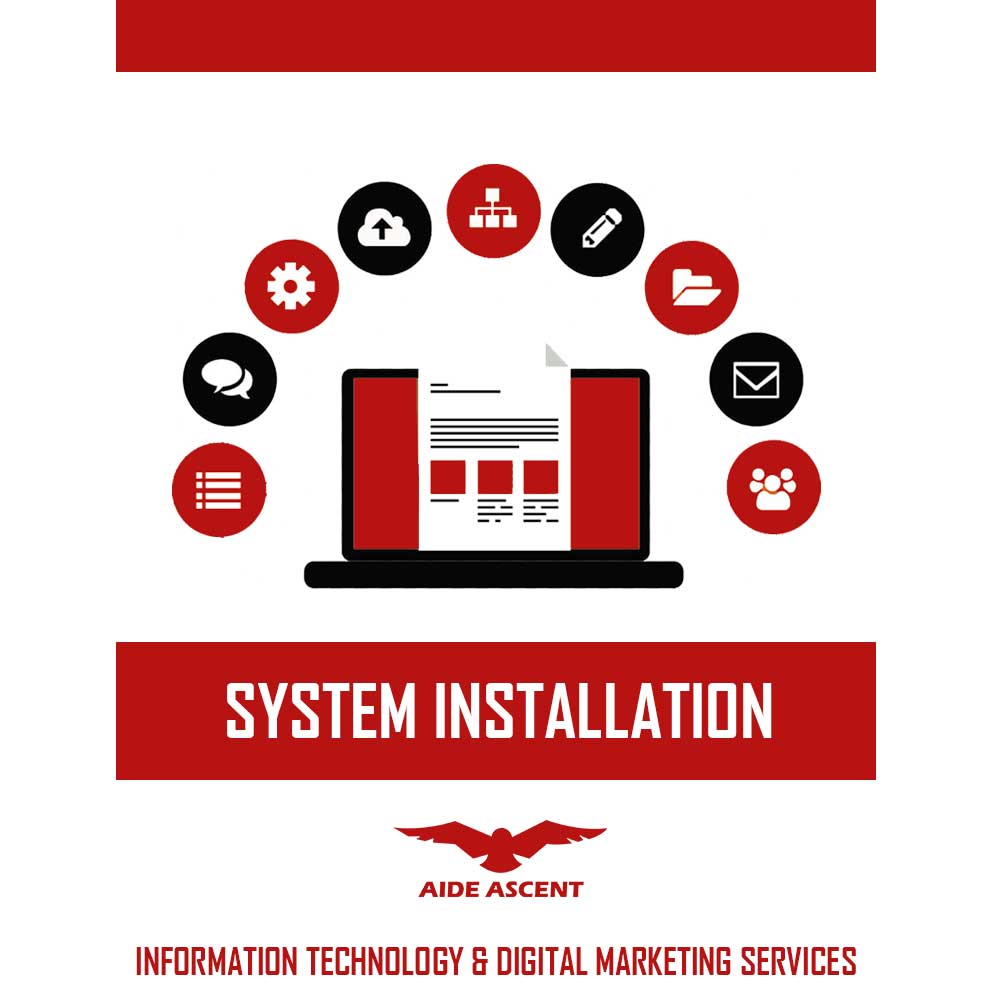 SYSTEM INSTALLATION
AIDE ASCENT
INFORMATION TECHNOLOGY & DIGITAL MARKETING SERVICES